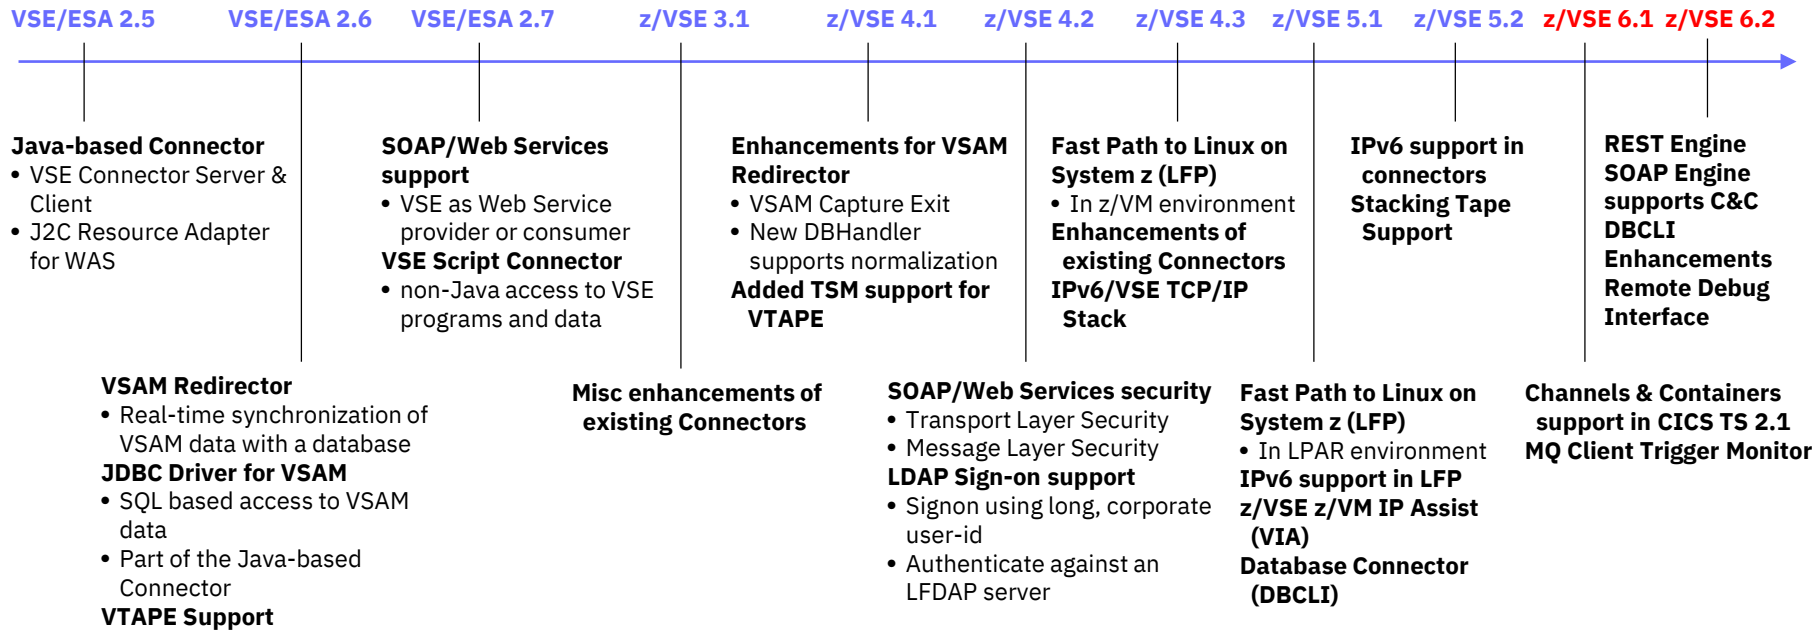 VSE/ESA 2.5 VSE/ESA 2.6 VSE/ESA 2.7 z/VSE 3.1 z/VSE 4.1 z/VSE 4.2 z/VSE 4.3 z/VSE 5.1 z/VSE 5.2 z/VSE 6.1 z/VSE 6.2
Java-based Connector
• VSE Connector Server &
Client
• J2C Resource Adapter
for WAS
SOAP/Web Services
support
• VSE as Web Service
provider or consumer
VSE Script Connector
• non-Java access to VSE
programs and data
Enhancements for VSAM
Redirector
• VSAM Capture Exit
• New DBHandler
supports normalization
Added TSM support for
VTAPE
Fast Path to Linux on
System z (LFP)
• In z/VM environment
Enhancements of
existing Connectors
IPv6/VSE TCP/IP
Stack
IPv6 support in
connectors
Stacking Tape
Support
REST Engine
SOAP Engine
supports C&C
DBCLI
Enhancements
Remote Debug
Interface
VSAM Redirector
• Real-time synchronization of
VSAM data with a database
JDBC Driver for VSAM
• SQL based access to VSAM
data
• Part of the Java-based
Connector
VTAPE Support
Misc enhancements of
existing Connectors
SOAP/Web Services security
• Transport Layer Security
• Message Layer Security
LDAP Sign-on support
• Signon using long, corporate
user-id
• Authenticate against an
LFDAP server
Fast Path to Linux on
System z (LFP)
• In LPAR environment
IPv6 support in LFP
z/VSE z/VM IP Assist
(VIA)
Database Connector
(DBCLI)
Channels & Containers
support in CICS TS 2.1
MQ Client Trigger Monitor